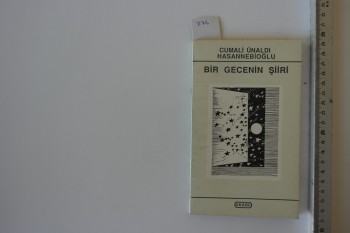 CUMALİ ÜNALDI
HASANNEBİOĞLU
BİR GECENİN ŞİİRİ